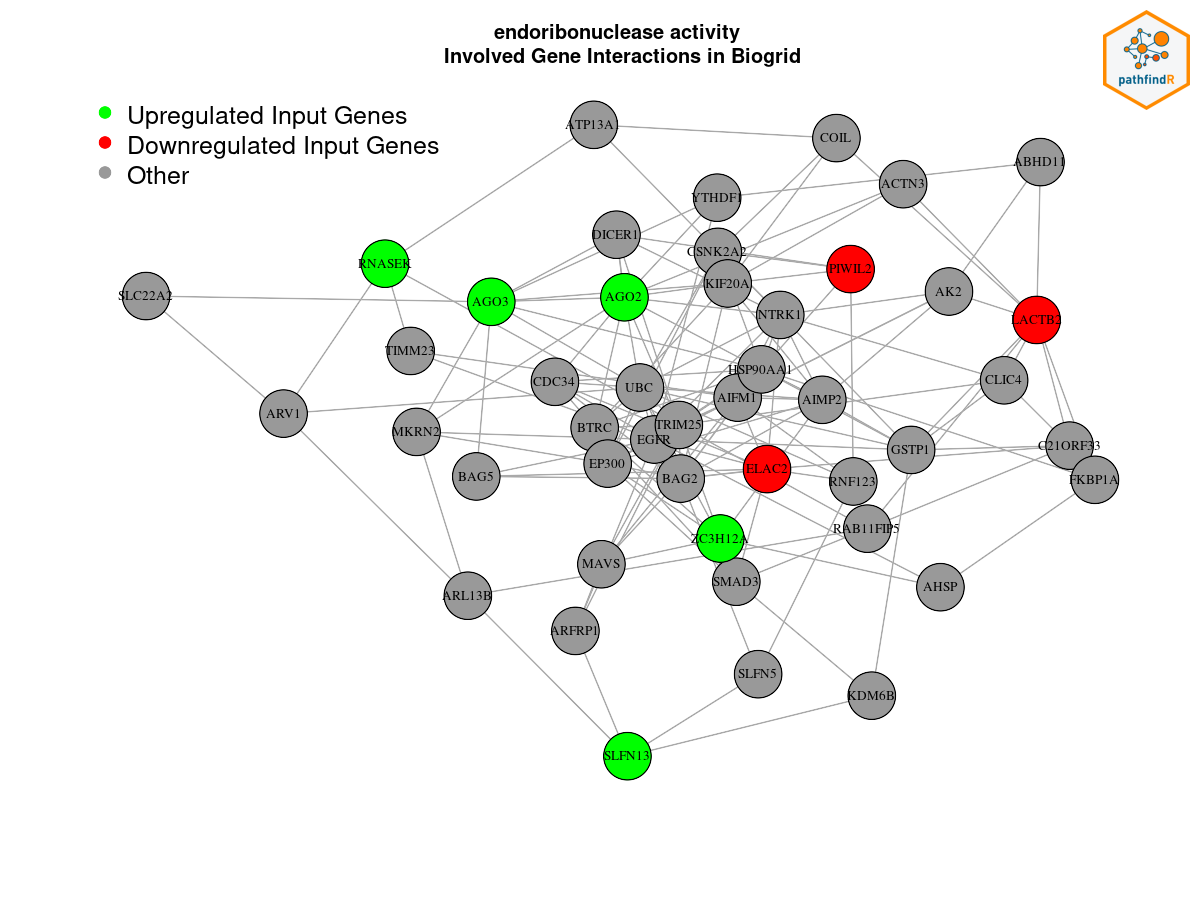 endoribonuclease activity
Involved Gene Interactions in Biogrid
pathfindR
Upregulated Input Genes
Downregulated Input Genes
Other
ATP13A1
COIL
ABHD11
ACTN3
YTHDF1
DICER1
CSNK2A2
RNASEK
PIWIL2
KIF20A
AK2
SLC22A2
AGO3
AGO2
NTRK1
LACTB2
TIMM23
HSP90AA1
CDC34
UBC
CLIC4
AIFM1
AIMP2
ARV1
MKRN2
BTRC
TRIM25
EGFR
C21ORF33
GSTP1
EP300
ELAC2
BAG5
BAG2
RNF123
FKBP1A
RAB11FIP5
ZC3H12A
MAVS
SMAD3
AHSP
ARL13B
ARFRP1
SLFN5
KDM6B
SLFN13